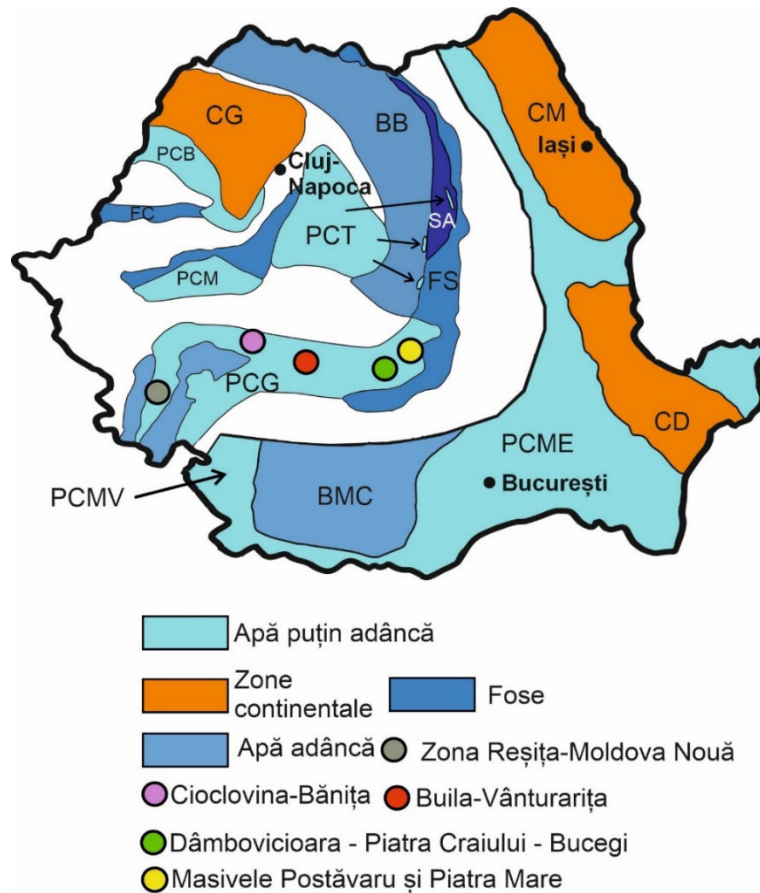 CG
BB
CM
Iași
PCB
Cluj-
Napoca
SA
FC
PCT
PCM
FS
PCG
CD
PCME
PCMV
BMC
București
Apă puțin adâncă
Zone
continentale
Fose
Apă adâncă
Zona Reșița-Moldova Nouă
Cioclovina-Bănița
Buila-Vânturarița
Dâmbovicioara - Piatra Craiului - Bucegi
Masivele Postăvaru și Piatra Mare